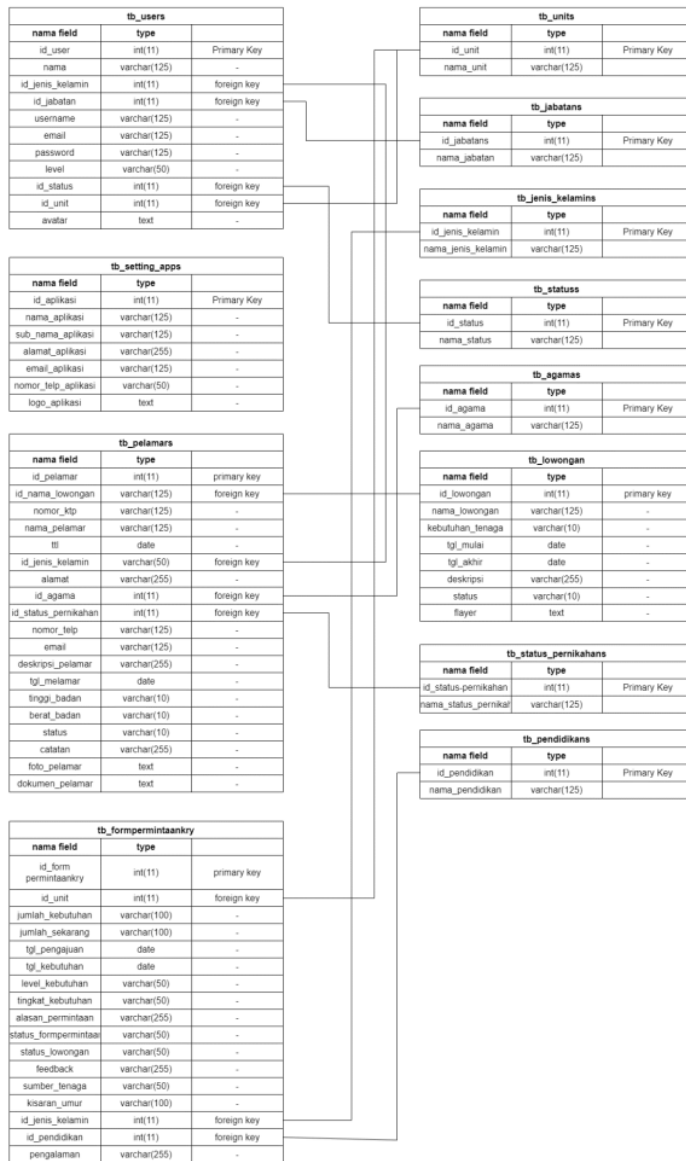 tb_users
nama field type
id_user int(11) Primary Key
nama varchar(125) -
id_jenis_kelamin int(11) foreign key
id_jabatan int(11) foreign key
username varchar(125) -
email varchar(125) -
password varchar(125) -
level varchar(50) -
id_status int(11) foreign key
id_unit int(11) foreign key
avatar text -
tb_setting_apps
nama field type
id_aplikasi int(11) Primary Key
nama_aplikasi varchar(125) -
sub_nama_aplikasi varchar(125) -
alamat_aplikasi varchar(255) -
email_aplikasi varchar(125) -
nomor_telp_aplikasi varchar(50) -
logo_aplikasi text -
tb_pelamars
nama field type
id_pelamar int(11) primary key
id_nama_lowongan varchar(125) foreign key
nomor_ktp varchar(125) -
nama_pelamar varchar(125) -
ttl date -
id_jenis_kelamin varchar(50) foreign key
alamat varchar(255) -
id_agama int(11) foreign key
id_status_pernikahan int(11) foreign key
nomor_telp varchar(125) -
email varchar(125) -
deskripsi_pelamar varchar(255) -
tgl_melamar date -
tinggi_badan varchar(10) -
berat_badan varchar(10) -
status varchar(10) -
catatan varchar(255) -
foto_pelamar text -
dokumen_pelamar text -
tb_formpermintaankry
nama field type
id_form
permintaankry int(11) primary key
id_unit int(11) foreign key
jumlah_kebutuhan varchar(100) -
jumlah_sekarang varchar(100) -
tgl_pengajuan date -
tgl_kebutuhan date -
level_kebutuhan varchar(50) -
tingkat_kebutuhan varchar(50) -
alasan_permintaan varchar(255) -
status_formpermintaar varchar(50) -
status_lowongan varchar(50) -
feedback varchar(255) -
sumber_tenaga varchar(50) -
kisaran_umur varchar(100) -
id_jenis_kelamin int(11) foreign key
id_pendidikan int(11) foreign key
pengalaman varchar(255) -
tb_units
nama field type
id_unit int(11) Primary Key
nama_unit varchar(125)
tb_jabatans
nama field type
id_jabatans int(11) Primary Key
nama_jabatan varchar(125)
tb_jenis_kelamins
nama field type
id_jenis_kelamin int(11) Primary Key
nama_jenis_kelamin varchar(125)
tb_statuss
nama field type
id_status int(11) Primary Key
nama_status varchar(125)
tb_agamas
nama field type
id_agama int(11) Primary Key
nama_agama varchar(125)
tb_lowongan
nama field type
id_lowongan int(11) primary key
nama_lowongan varchar(125) -
kebutuhan_tenaga varchar(10) -
tgl_mulai date -
tgl_akhir date -
deskripsi varchar(255) -
status varchar(10) -
flayer text -
tb_status_pernikahans
nama field type
id_status-pernikahan int(11) Primary Key
nama_status_pernikah varchar(125)
tb_pendidikans
nama field type
id_pendidikan int(11) Primary Key
nama_pendidikan varchar(125)